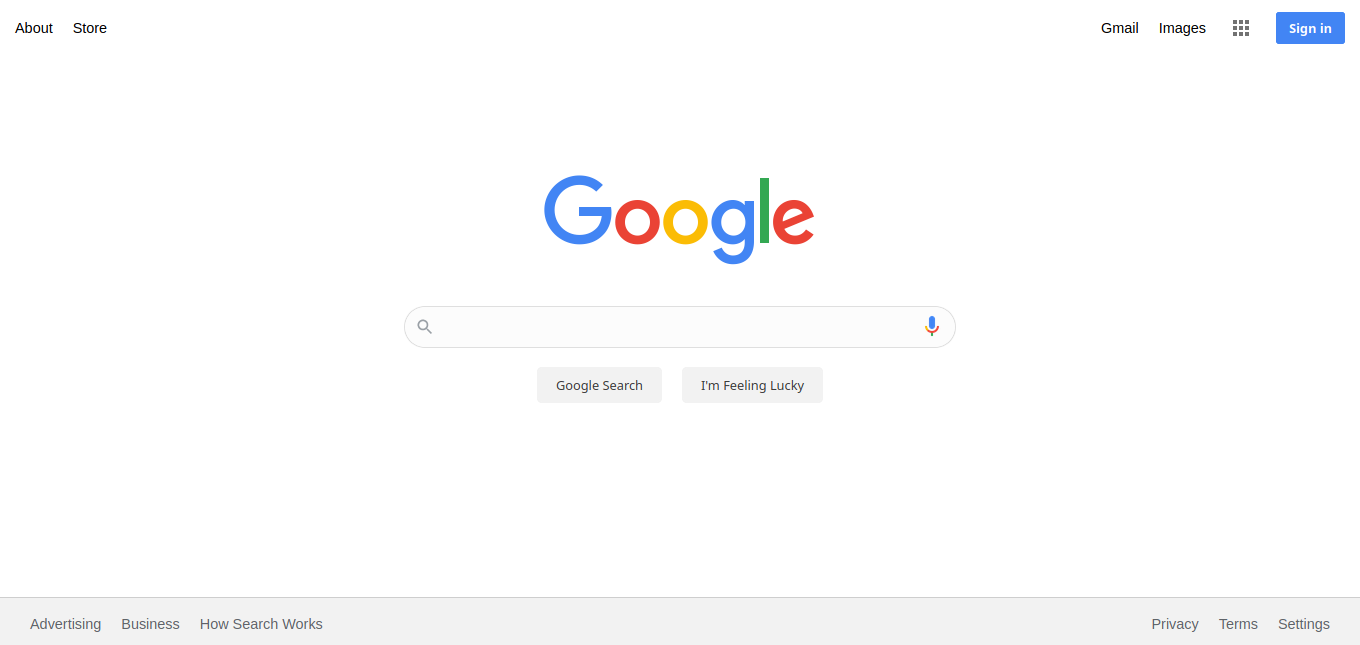 About Store Gmail Images Sign in
Google
Google Search I'm Feeling Lucky
Advertising Business How Search Works Privacy Terms Settings